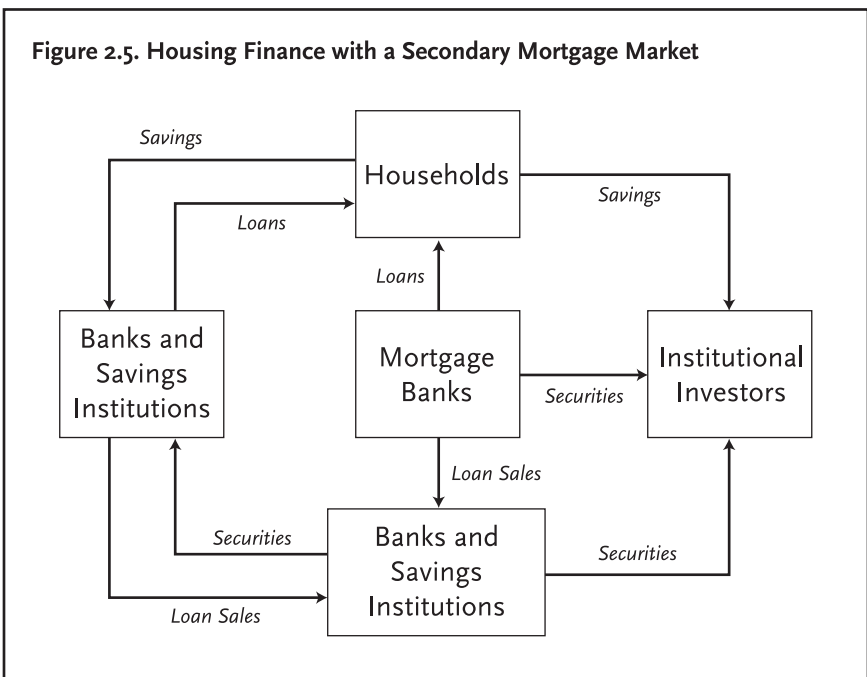 Figure 2.5. Housing Finance with a Secondary Mortgage Market
Savings
Households
Savings
Loans
Loans
Banks and
Savings
Institutions
Mortgage
Banks
Institutional
Investors
Securities
Loan Sales
Securities
Banks and
Savings
Institutions
Securities
Loan Sales